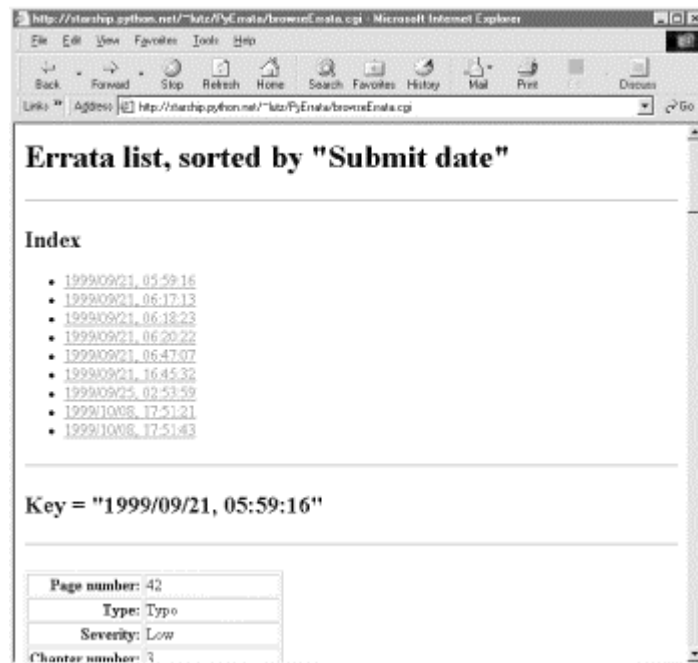 http://starship.python.net/~lutz/PyErrata/browseErrata.cgi - Microsoft Internet Explorer
File Edit View Favorites Tools Help
Back Forward Stop Refresh Home Search Favorites History Mail Print Discuss
Links » Address http://starship.python.net/~lutz/PyErrata/browseErrata.cgi Go
Errata list, sorted by "Submit date"
Index
• 1999/09/21, 05:59:16
• 1999/09/21, 06:17:13
• 1999/09/21, 06:18:23
• 1999/09/21, 06:20:22
• 1999/09/21, 06:47:07
• 1999/09/21, 16:45:32
• 1999/09/25, 02:53:59
• 1999/10/08, 17:51:21
• 1999/10/08, 17:51:43
Key = "1999/09/21, 05:59:16"
Page number: 42
Type: Typo
Severity: Low
Chapter number: 3